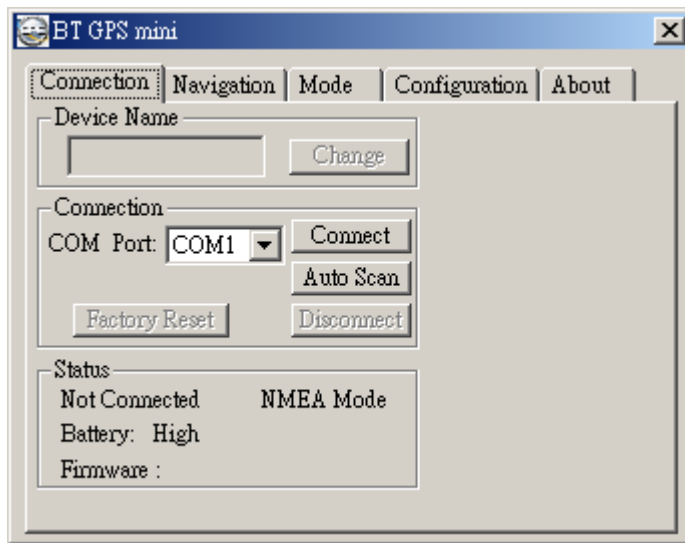 BT GPS mini
Connection Navigation Mode Configuration About
Device Name
Change
Connection
COM Port: COM1 Connect
Auto Scan
Factory Reset Disconnect
Status
Not Connected NMEA Mode
Battery: High
Firmware :